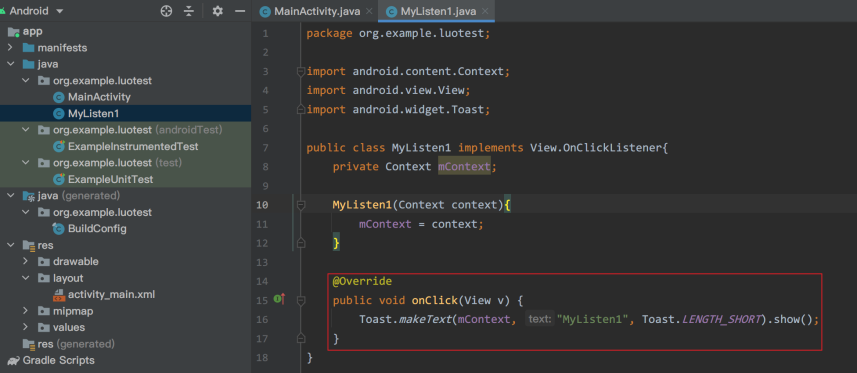 Android
MainActivity.java
MyListen1.java
app
manifests
java
org.example.luotest
MainActivity
MyListen1
org.example.luotest (androidTest)
ExampleInstrumentedTest
org.example.luotest (test)
ExampleUnitTest
java (generated)
org.example.luotest
BuildConfig
res
drawable
layout
activity_main.xml
mipmap
values
res (generated)
Gradle Scripts
1 package org.example.luotest;
2
3 import android.content.Context;
4 import android.view.View;
5 import android.widget.Toast;
6
7 public class MyListen1 implements View.OnClickListener{
8 private Context mContext;
9
10 MyListen1(Context context){
11 mContext = context;
12 }
13
14 @Override
15 public void onClick(View v) {
16 Toast.makeText(mContext, text: "MyListen1", Toast.LENGTH_SHORT).show();
17 }
18 }